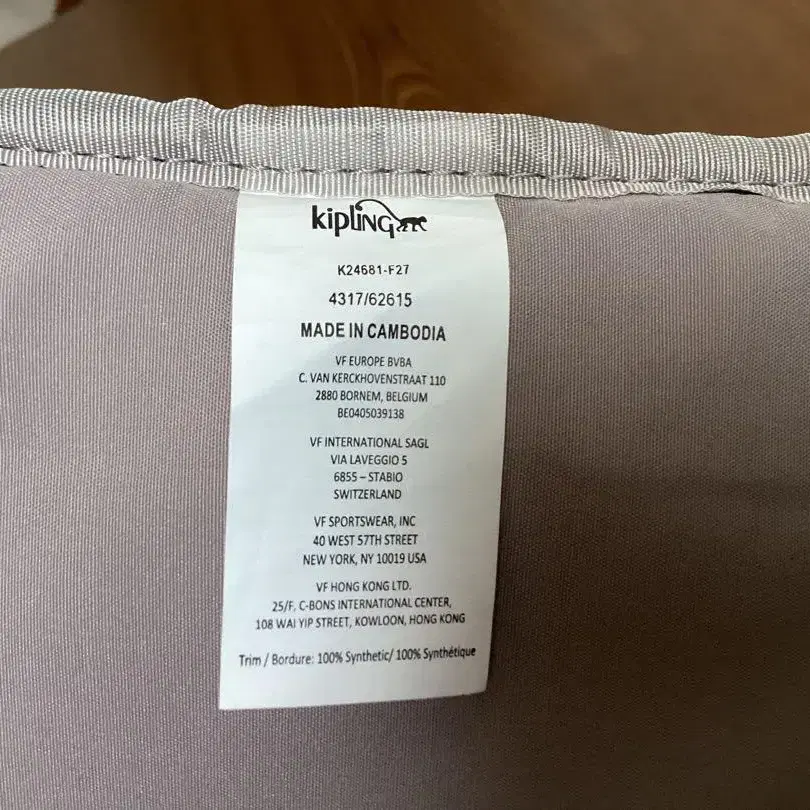 kipling
K24681-F27
4317/62615
MADE IN CAMBODIA
VF EUROPE BVBA
C. VAN KERCKHOVENSTRAAT 110
2880 BORNEM, BELGIUM
BE0405039138
VF INTERNATIONAL SAGL
VIA LAVEGGIO 5
6855 – STABIO
SWITZERLAND
VF SPORTSWEAR, INC
40 WEST 57TH STREET
NEW YORK, NY 10019 USA
VF HONG KONG LTD.
25/F, C-BONS INTERNATIONAL CENTER,
108 WAI YIP STREET, KOWLOON, HONG KONG
Trim / Bordure: 100% Synthetic/ 100% Synthétique